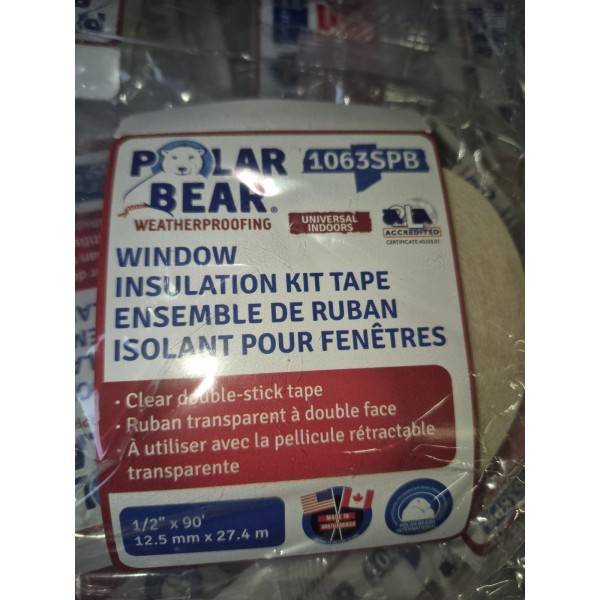 POLAR
BEAR®
WEATHERPROOFING
1063SPB
UNIVERSAL
INDOORS
ACCREDITED
WINDOW
INSULATION KIT TAPE
ENSEMBLE DE RUBAN
ISOLANT POUR FENÊTRES
· Clear double-stick tape
· Ruban transparent à double face
À utiliser avec la pellicule rétractable
transparente
1/2" x 90'
12.5 mm x 27.4 m
MADE IN